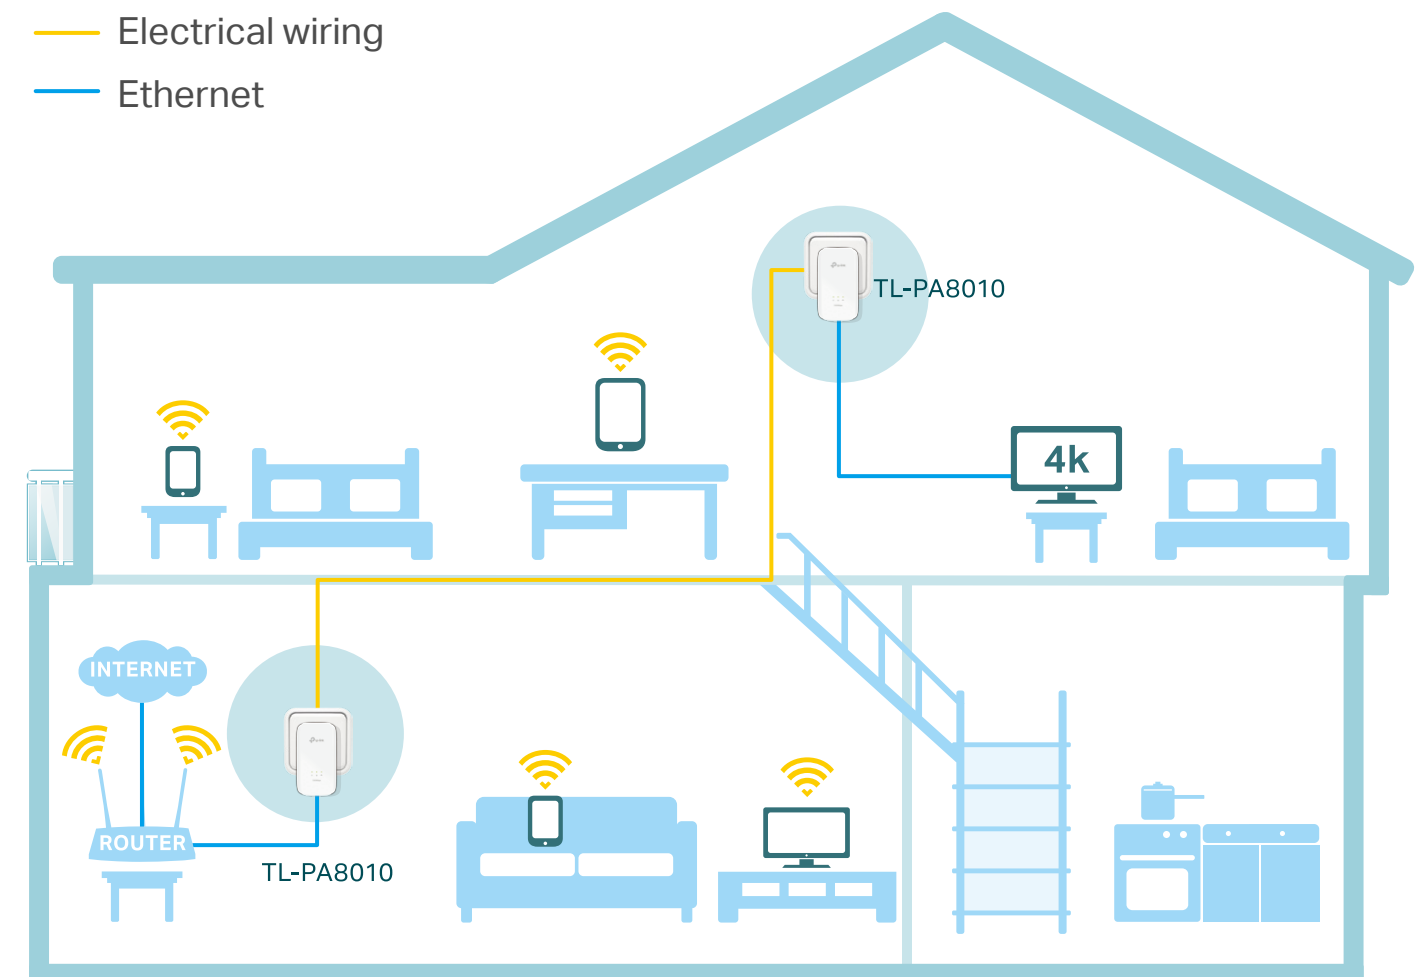 Electrical wiring
Ethernet
TL-PA8010
4k
INTERNET
ROUTER
TL-PA8010